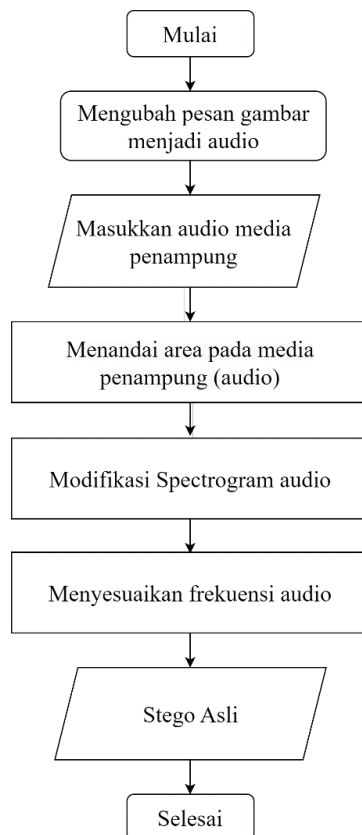 Mulai
Mengubah pesan gambar
menjadi audio
Masukkan audio media
penampung
Menandai area pada media
penampung (audio)
Modifikasi Spectrogram audio
Menyesuaikan frekuensi audio
Stego Asli
Selesai